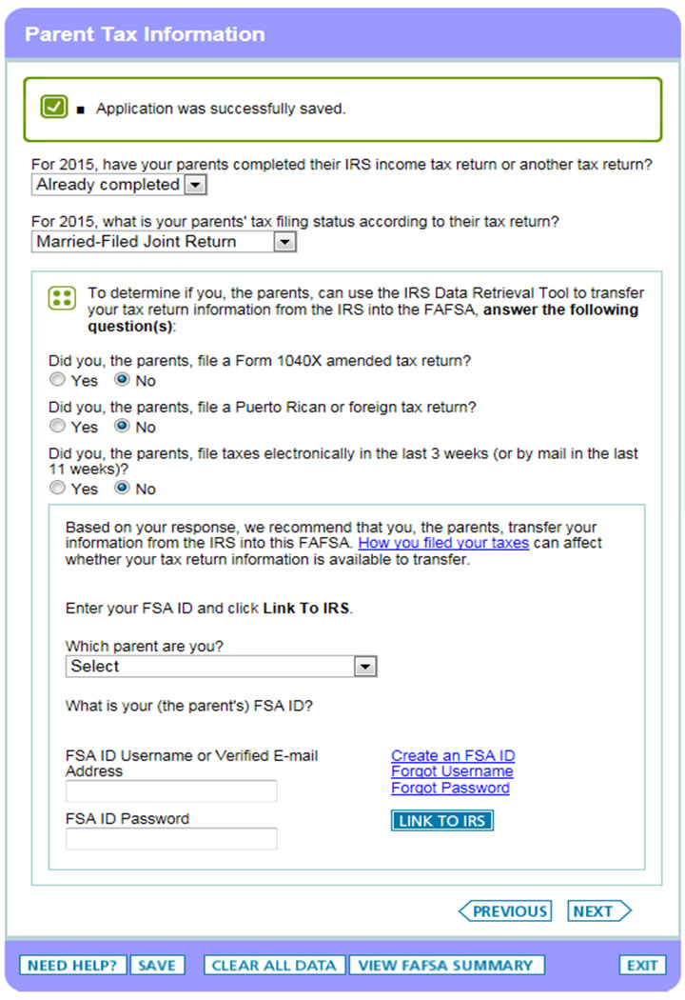 Parent Tax Information
Application was successfully saved.
For 2015, have your parents completed their IRS income tax return or another tax return?
Already completed
For 2015, what is your parents' tax filing status according to their tax return?
Married-Filed Joint Return
To determine if you, the parents, can use the IRS Data Retrieval Tool to transfer
your tax return information from the IRS into the FAFSA, answer the following
question(s):
Did you, the parents, file a Form 1040X amended tax return?
Yes No
Did you, the parents, file a Puerto Rican or foreign tax return?
Yes No
Did you, the parents, file taxes electronically in the last 3 weeks (or by mail in the last
11 weeks)?
Yes No
Based on your response, we recommend that you, the parents, transfer your
information from the IRS into this FAFSA. How you filed your taxes can affect
whether your tax return information is available to transfer.
Enter your FSA ID and click Link To IRS.
Which parent are you?
Select
What is your (the parent's) FSA ID?
FSA ID Username or Verified E-mail
Address
Create an FSA ID
Forgot Username
Forgot Password
FSA ID Password
LINK TO IRS
PREVIOUS NEXT
NEED HELP? SAVE CLEAR ALL DATA VIEW FAFSA SUMMARY EXIT